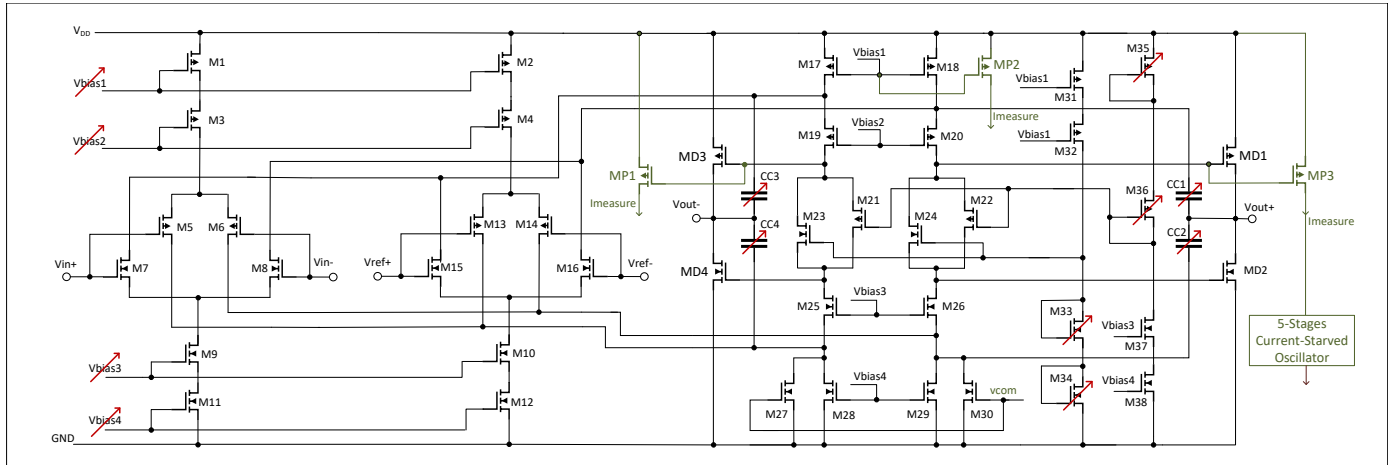 VDD
M1
M2
Vbias1
M3
M4
Vbias2
M5
M6
M7
M8
Vin+
Vin-
M13
M14
M15
M16
Vref+
Vref-
M9
M10
Vbias3
M11
M12
Vbias4
GND
MP1
Imeasure
MD3
Vout-
MD4
CC3
CC4
M17
Vbias1
M18
MP2
Imeasure
M19
Vbias2
M20
M23
M21
M24
M22
M25
Vbias3
M26
M27
M28
Vbias4
M29
M30
vcom
Vbias1
M31
Vbias1
M32
M35
M36
M33
M34
Vbias3
M37
Vbias4
M38
CC1
CC2
MD1
Vout+
MD2
MP3
Imeasure
5-Stages
Current-Starved
Oscillator